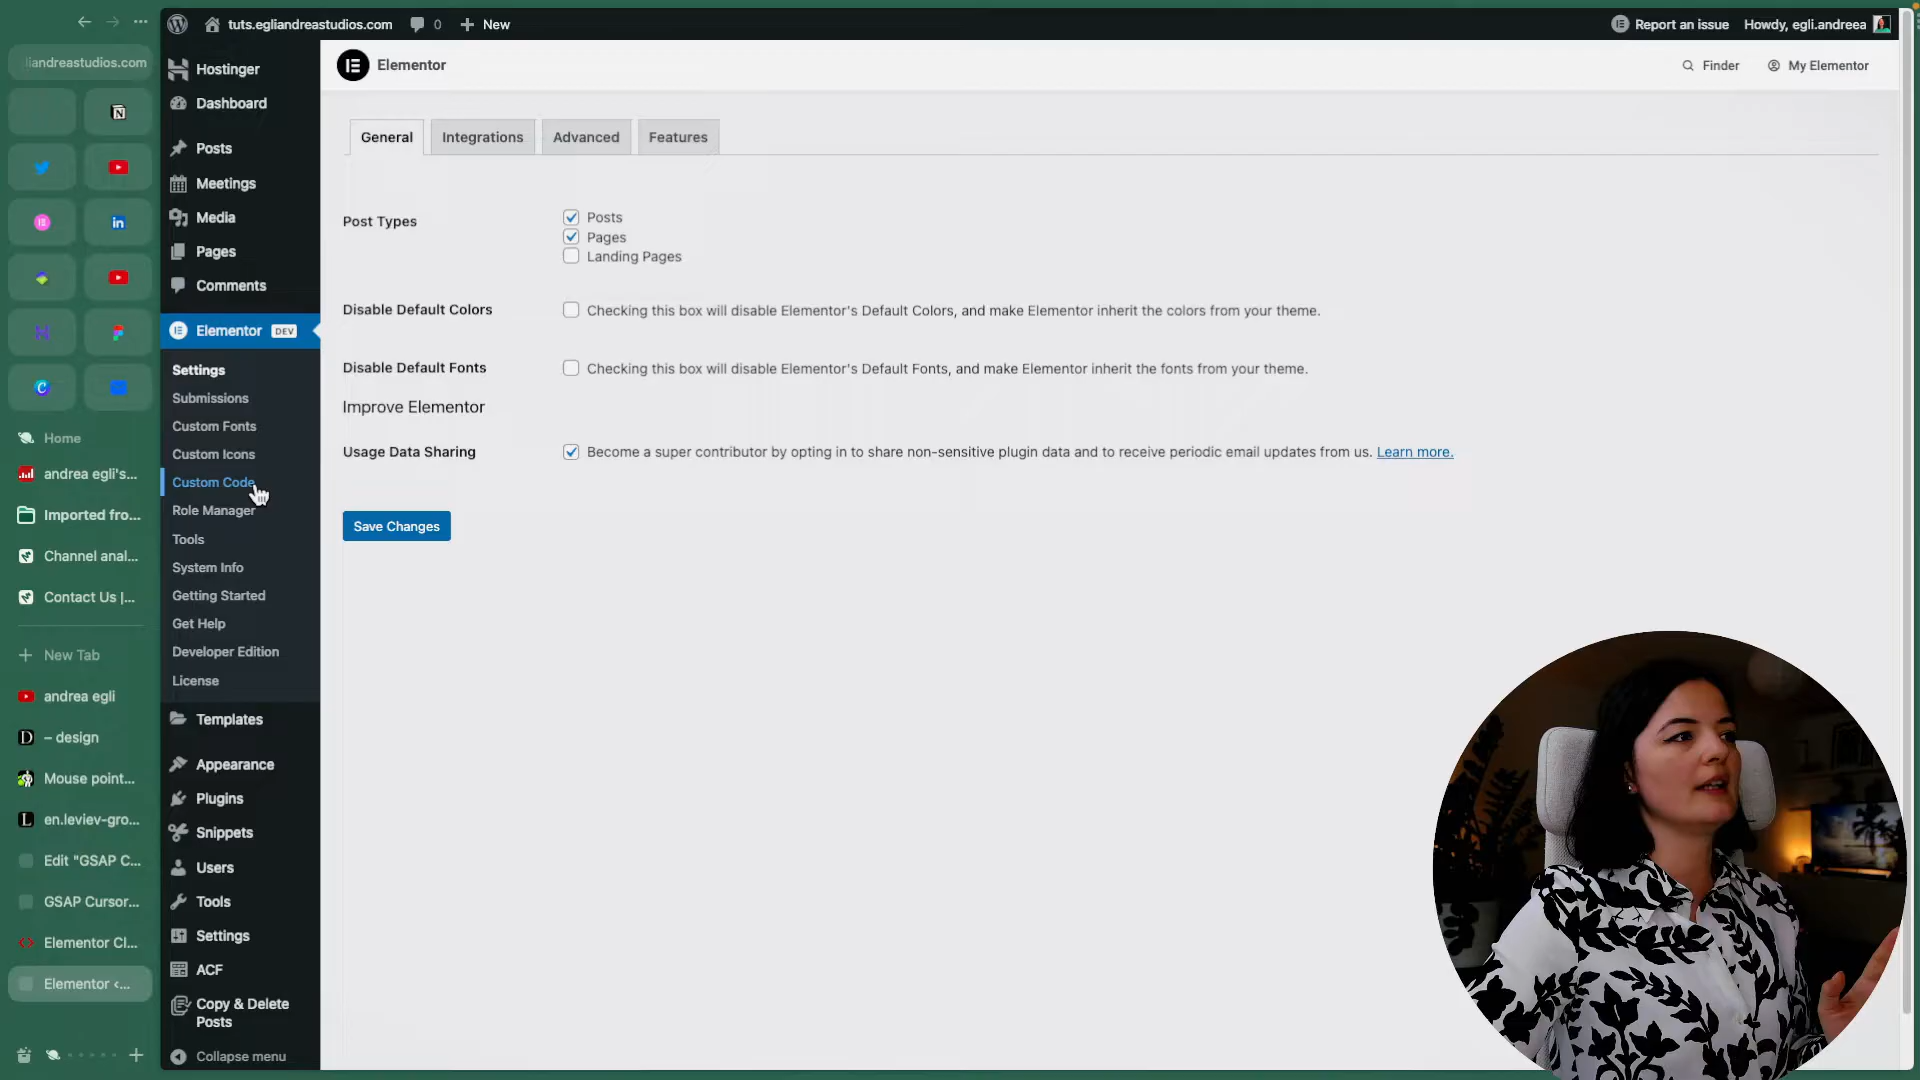 liandreastudios.com
Home
andrea egli's...
Imported fro...
Channel anal...
Contact Us |...
New Tab
andrea egli
– design
Mouse point...
en.leviev-gro...
Edit "GSAP C...
GSAP Cursor...
Elementor Cl...
Elementor <...
tuts.egliandreastudios.com
0
New
Report an issue
Howdy, egli.andreea
Hostinger
Dashboard
Posts
Meetings
Media
Pages
Comments
Elementor DEV
Settings
Submissions
Custom Fonts
Custom Icons
Custom Code
Role Manager
Tools
System Info
Getting Started
Get Help
Developer Edition
License
Templates
Appearance
Plugins
Snippets
Users
Tools
Settings
ACF
Copy & Delete
Posts
Collapse menu
Elementor
Finder
My Elementor
General
Integrations
Advanced
Features
Post Types
Posts
Pages
Landing Pages
Disable Default Colors
Checking this box will disable Elementor's Default Colors, and make Elementor inherit the colors from your theme.
Disable Default Fonts
Checking this box will disable Elementor's Default Fonts, and make Elementor inherit the fonts from your theme.
Improve Elementor
Usage Data Sharing
Become a super contributor by opting in to share non-sensitive plugin data and to receive periodic email updates from us. Learn more.
Save Changes